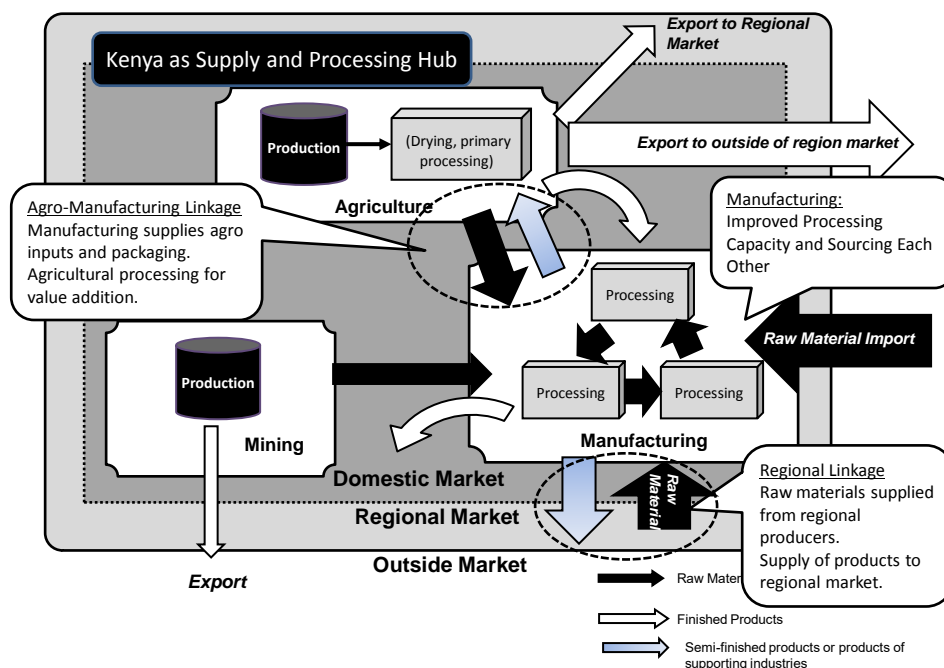 Export to Regional
Market
Kenya as Supply and Processing Hub
Production
(Drying, primary
processing)
Export to outside of region market
Agriculture
Agro-Manufacturing Linkage
Manufacturing supplies agro
inputs and packaging.
Agricultural processing for
value addition.
Manufacturing:
Improved Processing
Capacity and Sourcing Each
Other
Processing
Raw Material Import
Production
Processing
Processing
Mining
Manufacturing
Domestic Market
Raw
Material
Regional Linkage
Raw materials supplied
from regional
producers.
Supply of products to
regional market.
Regional Market
Outside Market
Export
Raw Mater
Finished Products
Semi-finished products or products of
supporting industries